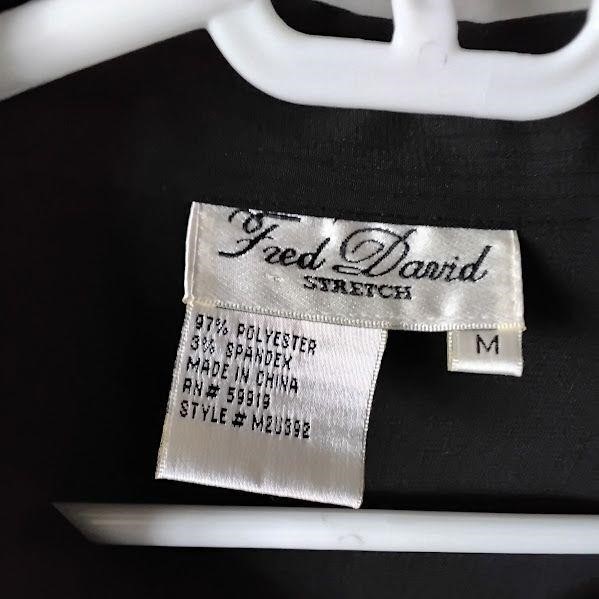 Fred David
STRETCH
M
97% POLYESTER
3% SPANDEX
MADE IN CHINA
RN# 59919
STYLE# M2U392